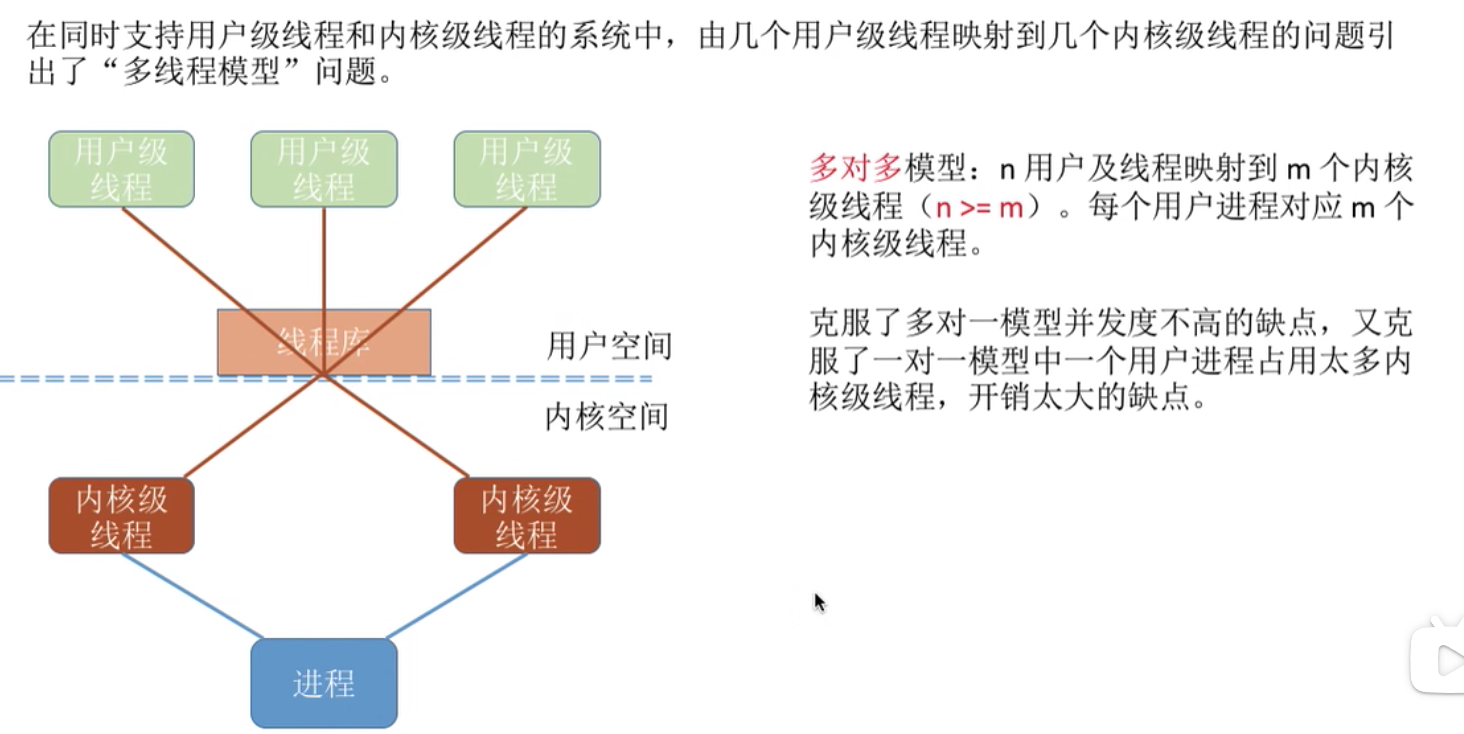 在同时支持用户级线程和内核级线程的系统中，由几个用户级线程映射到几个内核级线程的问题引
出了“多线程模型”问题。
用户级
线程
用户级
线程
用户级
线程
多对多模型：n 用户及线程映射到 m 个内核
级线程（n >= m）。每个用户进程对应 m 个
内核级线程。
克服了多对一模型并发度不高的缺点，又克
服了一对一模型中一个用户进程占用太多内
核级线程，开销太大的缺点。
线程库
用户空间
内核空间
内核级
线程
内核级
线程
进程